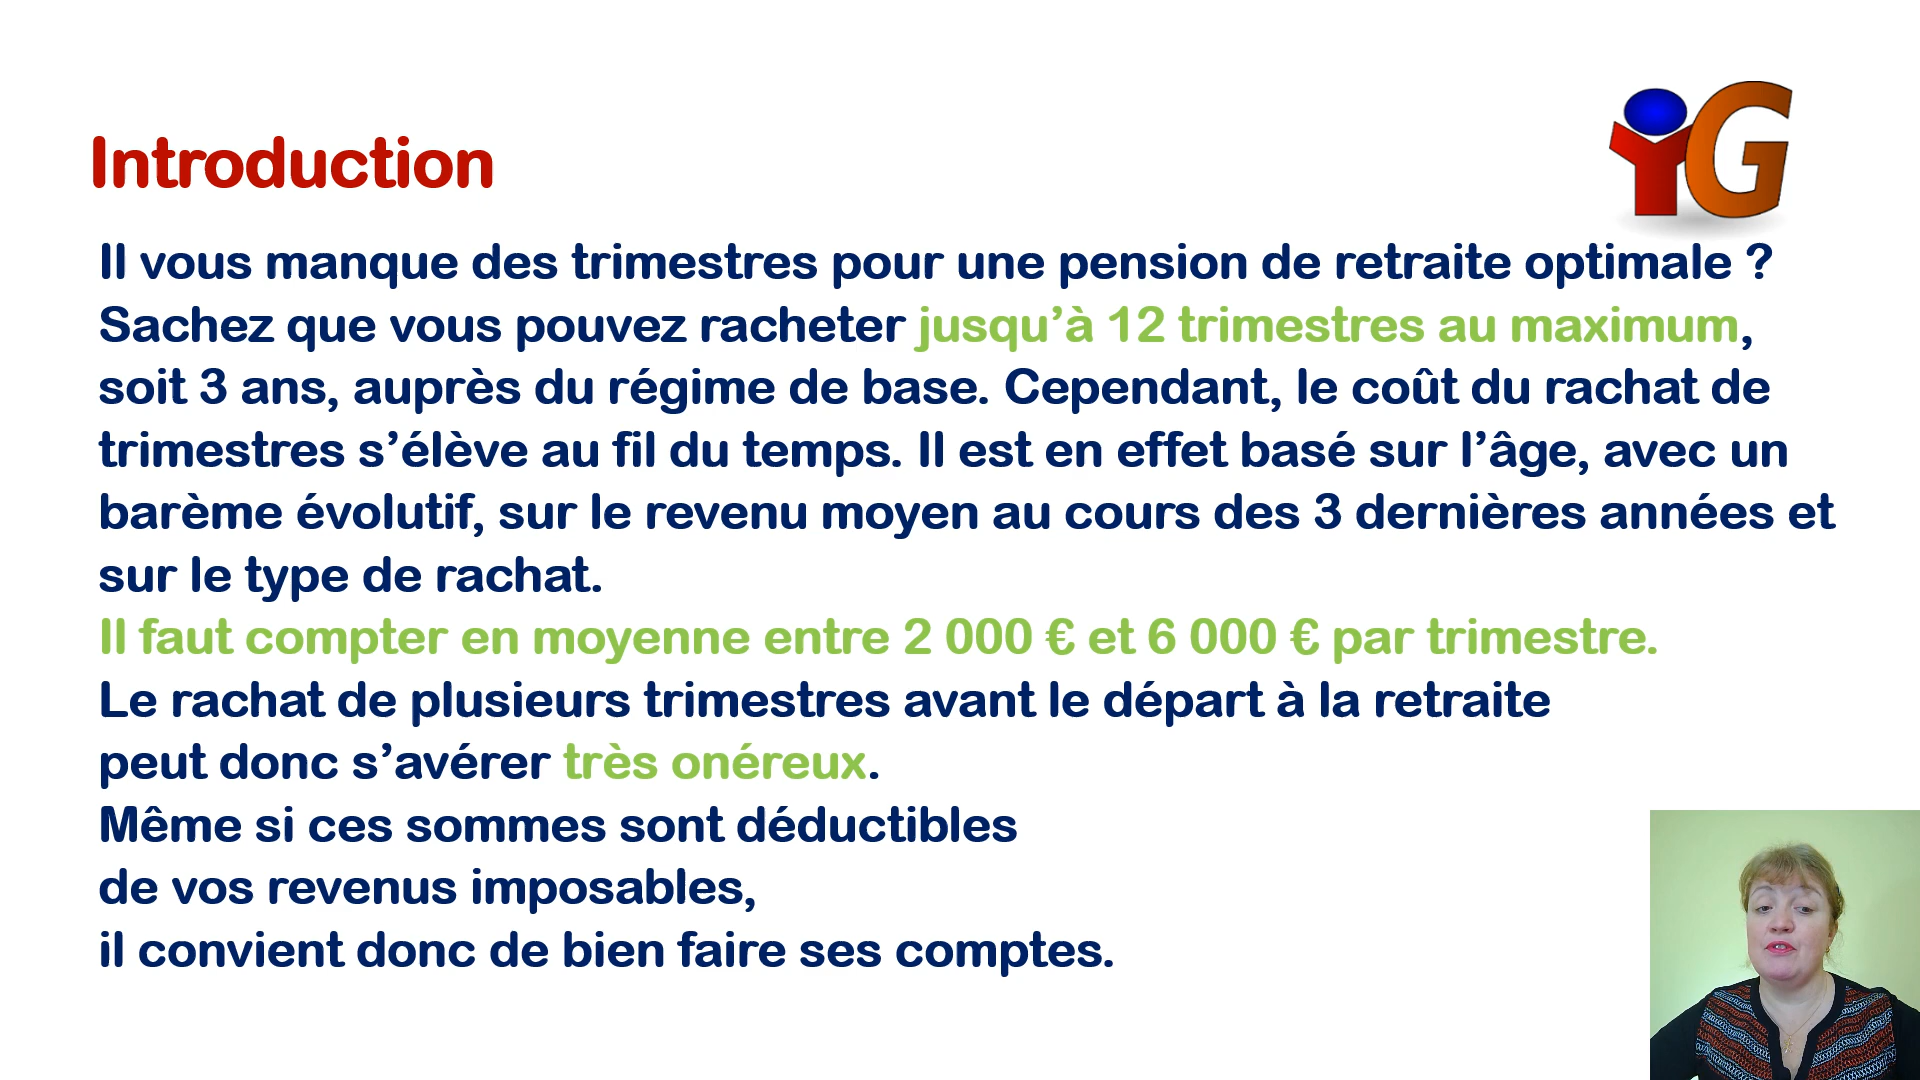 Introduction
G
Il vous manque des trimestres pour une pension de retraite optimale ?
Sachez que vous pouvez racheter jusqu’à 12 trimestres au maximum,
soit 3 ans, auprès du régime de base. Cependant, le coût du rachat de
trimestres s’élève au fil du temps. Il est en effet basé sur l’âge, avec un
barème évolutif, sur le revenu moyen au cours des 3 dernières années et
sur le type de rachat.
Il faut compter en moyenne entre 2 000 € et 6 000 € par trimestre.
Le rachat de plusieurs trimestres avant le départ à la retraite
peut donc s’avérer très onéreux.
Même si ces sommes sont déductibles
de vos revenus imposables,
il convient donc de bien faire ses comptes.